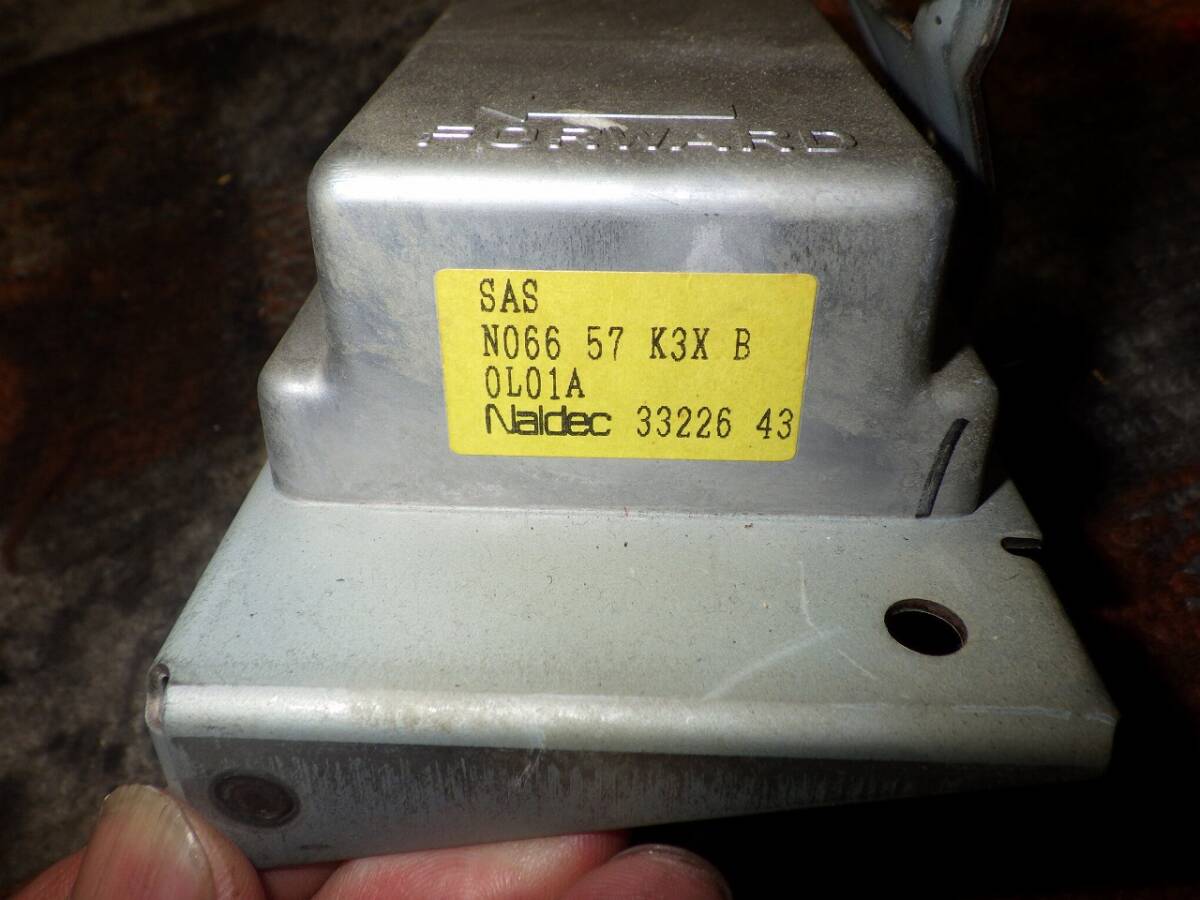 FORWARD
SAS
N066 57 K3X B
0L01A
Naldec 33226 43